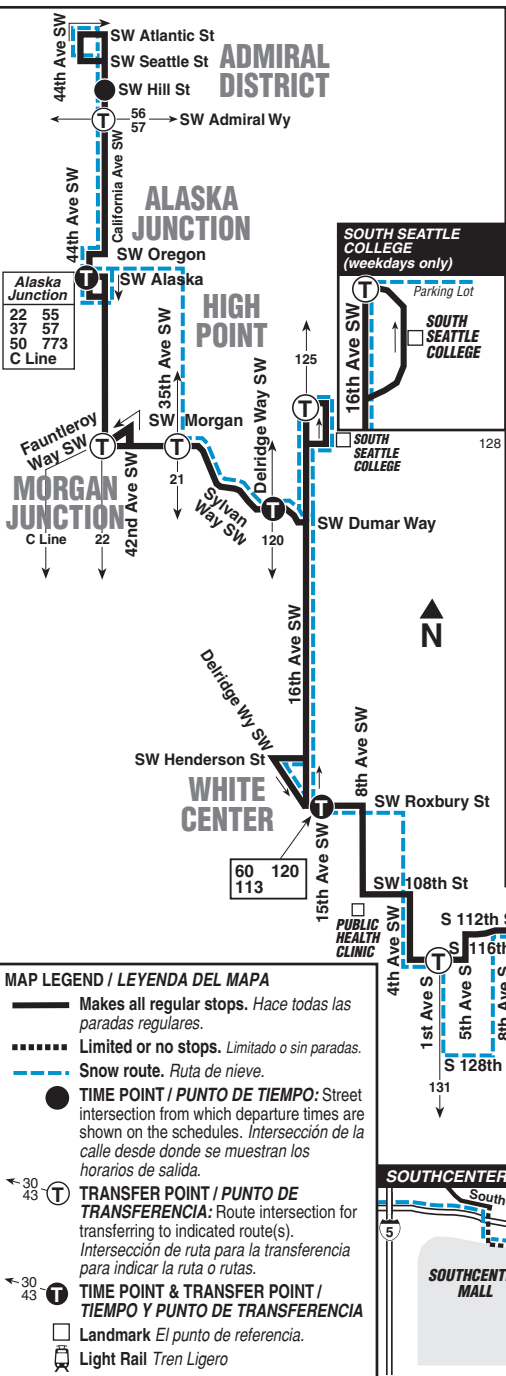 SW Atlantic St
44th Ave SW
SW Seattle St
ADMIRAL
DISTRICT
SW Hill St
T
56
57
SW Admiral Wy
California Ave SW
44th Ave SW
ALASKA
JUNCTION
SW Oregon
T
SW Alaska
Alaska
Junction
22 55
37 57
50 773
C Line
HIGH
POINT
35th Ave SW
SOUTH SEATTLE
COLLEGE
(weekdays only)
T
Parking Lot
16th Ave SW
SOUTH
SEATTLE
COLLEGE
125
T
SOUTH
SEATTLE
COLLEGE
128
Delridge Way SW
Fauntleroy
Way SW
T
SW Morgan
T
42nd Ave SW
21
MORGAN
JUNCTION
C Line
22
Sylvan
Way SW
T
120
SW Dumar Way
16th Ave SW
N
Delridge Wy SW
SW Henderson St
WHITE
CENTER
8th Ave SW
T
SW Roxbury St
60 120
113
15th Ave SW
SW 108th St
PUBLIC
HEALTH
CLINIC
4th Ave SW
S 112th S
S 116th
T
1st Ave S
5th Ave S
8th Ave S
S 128th
131
MAP LEGEND / LEYENDA DEL MAPA
Makes all regular stops. Hace todas las
paradas regulares.
Limited or no stops. Limitado o sin paradas.
Snow route. Ruta de nieve.
TIME POINT / PUNTO DE TIEMPO: Street
intersection from which departure times are
shown on the schedules. Intersección de la
calle desde donde se muestran los
horarios de salida.
30
43
T
TRANSFER POINT / PUNTO DE
TRANSFERENCIA: Route intersection for
transferring to indicated route(s).
Intersección de ruta para la transferencia
para indicar la ruta o rutas.
30
43
T
TIME POINT & TRANSFER POINT /
TIEMPO Y PUNTO DE TRANSFERENCIA
Landmark El punto de referencia.
Light Rail Tren Ligero
SOUTHCENTER
South
5
SOUTHCENT
MALL